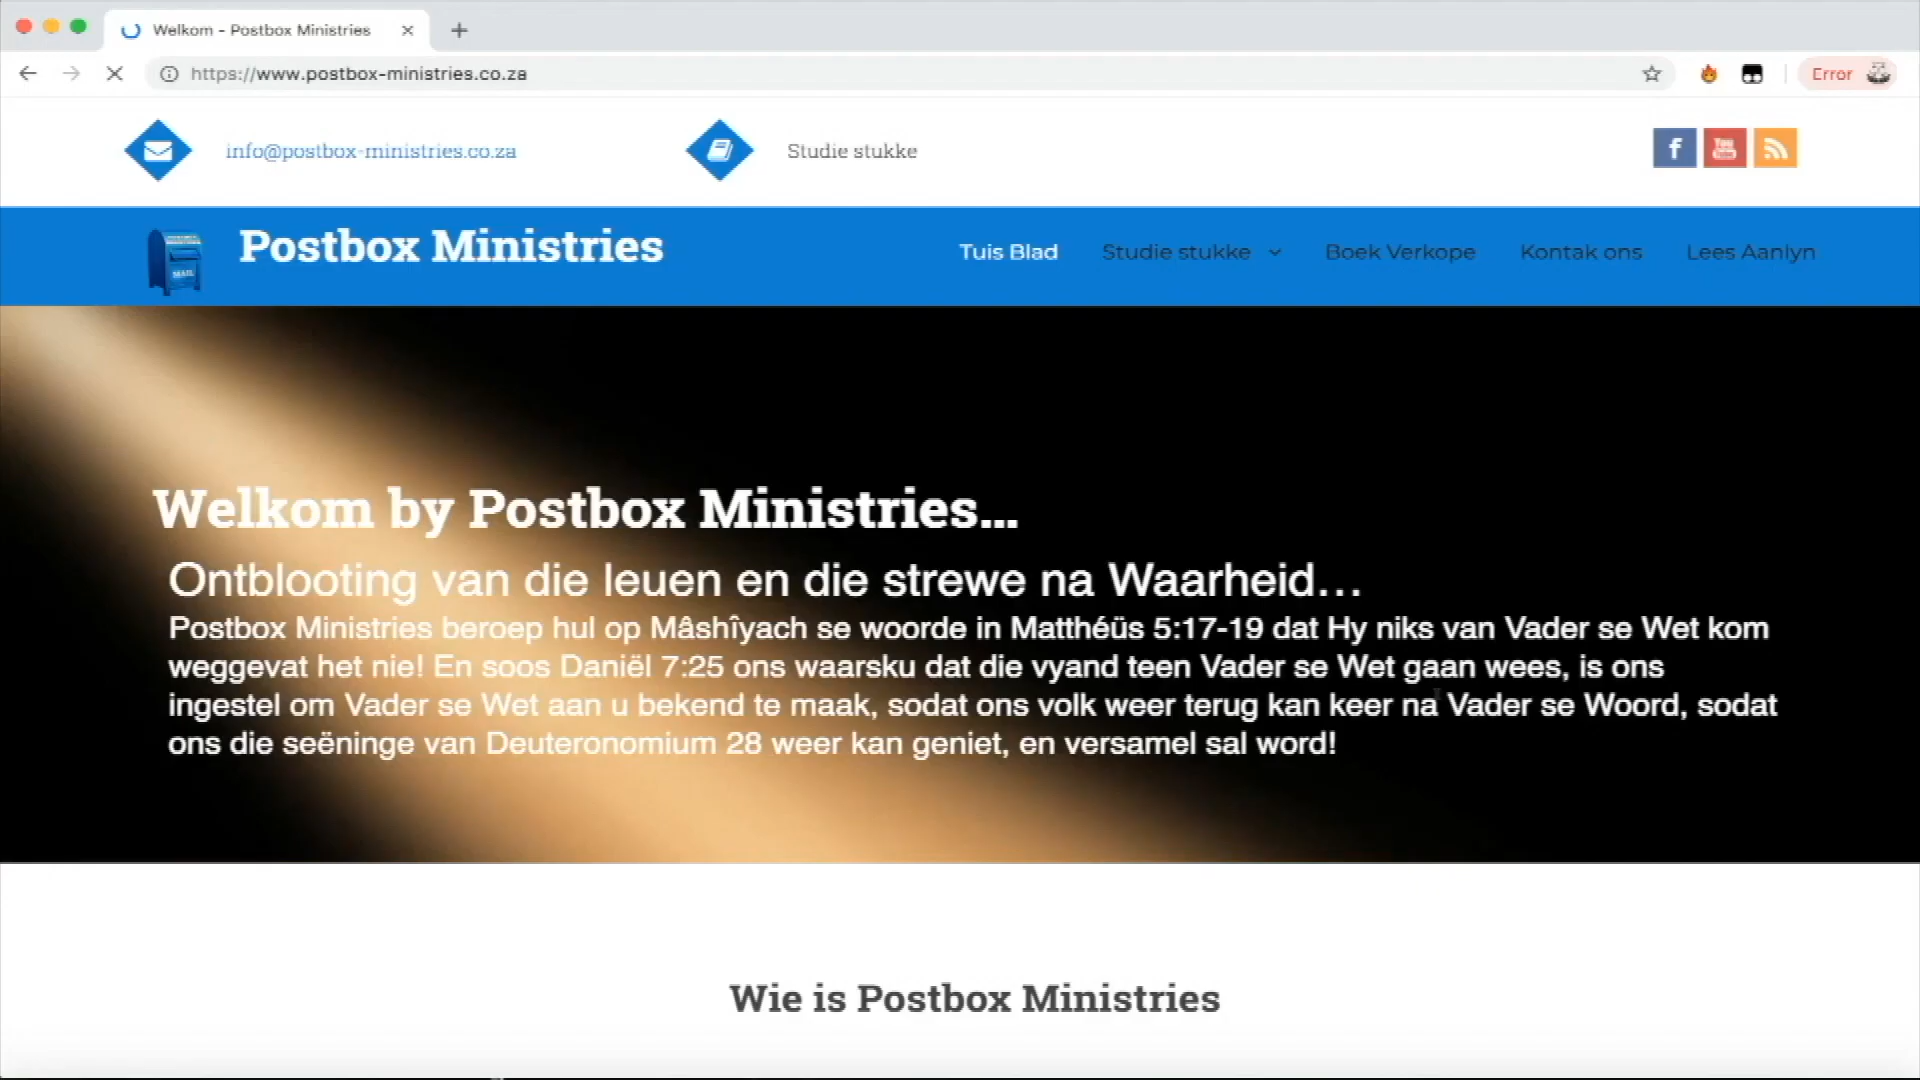 Welkom - Postbox Ministries
https://www.postbox-ministries.co.za
Error
info@postbox-ministries.co.za
Studie stukke
f
You Tube
MAIL
Postbox Ministries
Tuis Blad
Studie stukke
Boek Verkope
Kontak ons
Lees Aanlyn
Welkom by Postbox Ministries...
Ontblooting van die leuen en die strewe na Waarheid...
Postbox Ministries beroep hul op Mâshîyach se woorde in Matthéüs 5:17-19 dat Hy niks van Vader se Wet kom
weggevat het nie! En soos Daniël 7:25 ons waarsku dat die vyand teen Vader se Wet gaan wees, is ons
ingestel om Vader se Wet aan u bekend te maak, sodat ons volk weer terug kan keer na Vader se Woord, sodat
ons die seëninge van Deuteronomium 28 weer kan geniet, en versamel sal word!
Wie is Postbox Ministries